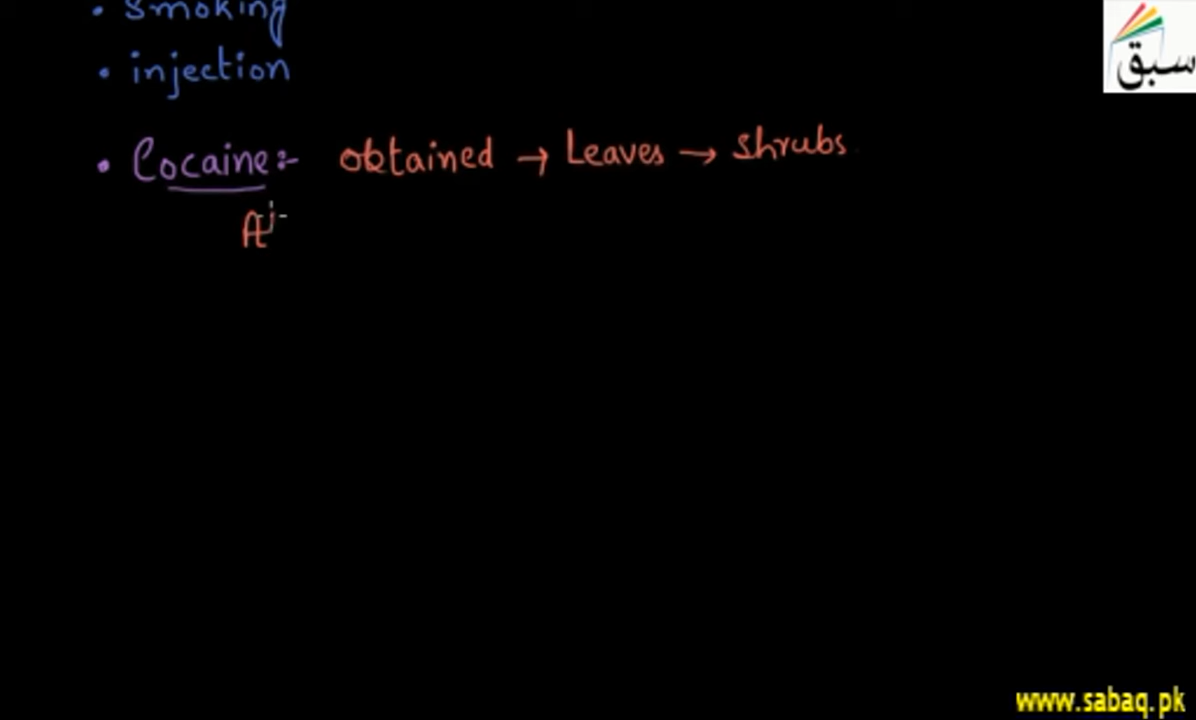 • Smoking
سبق
• injection
• Cocaine:- obtained → Leaves → Shrubs
A
www.sabaq.pk